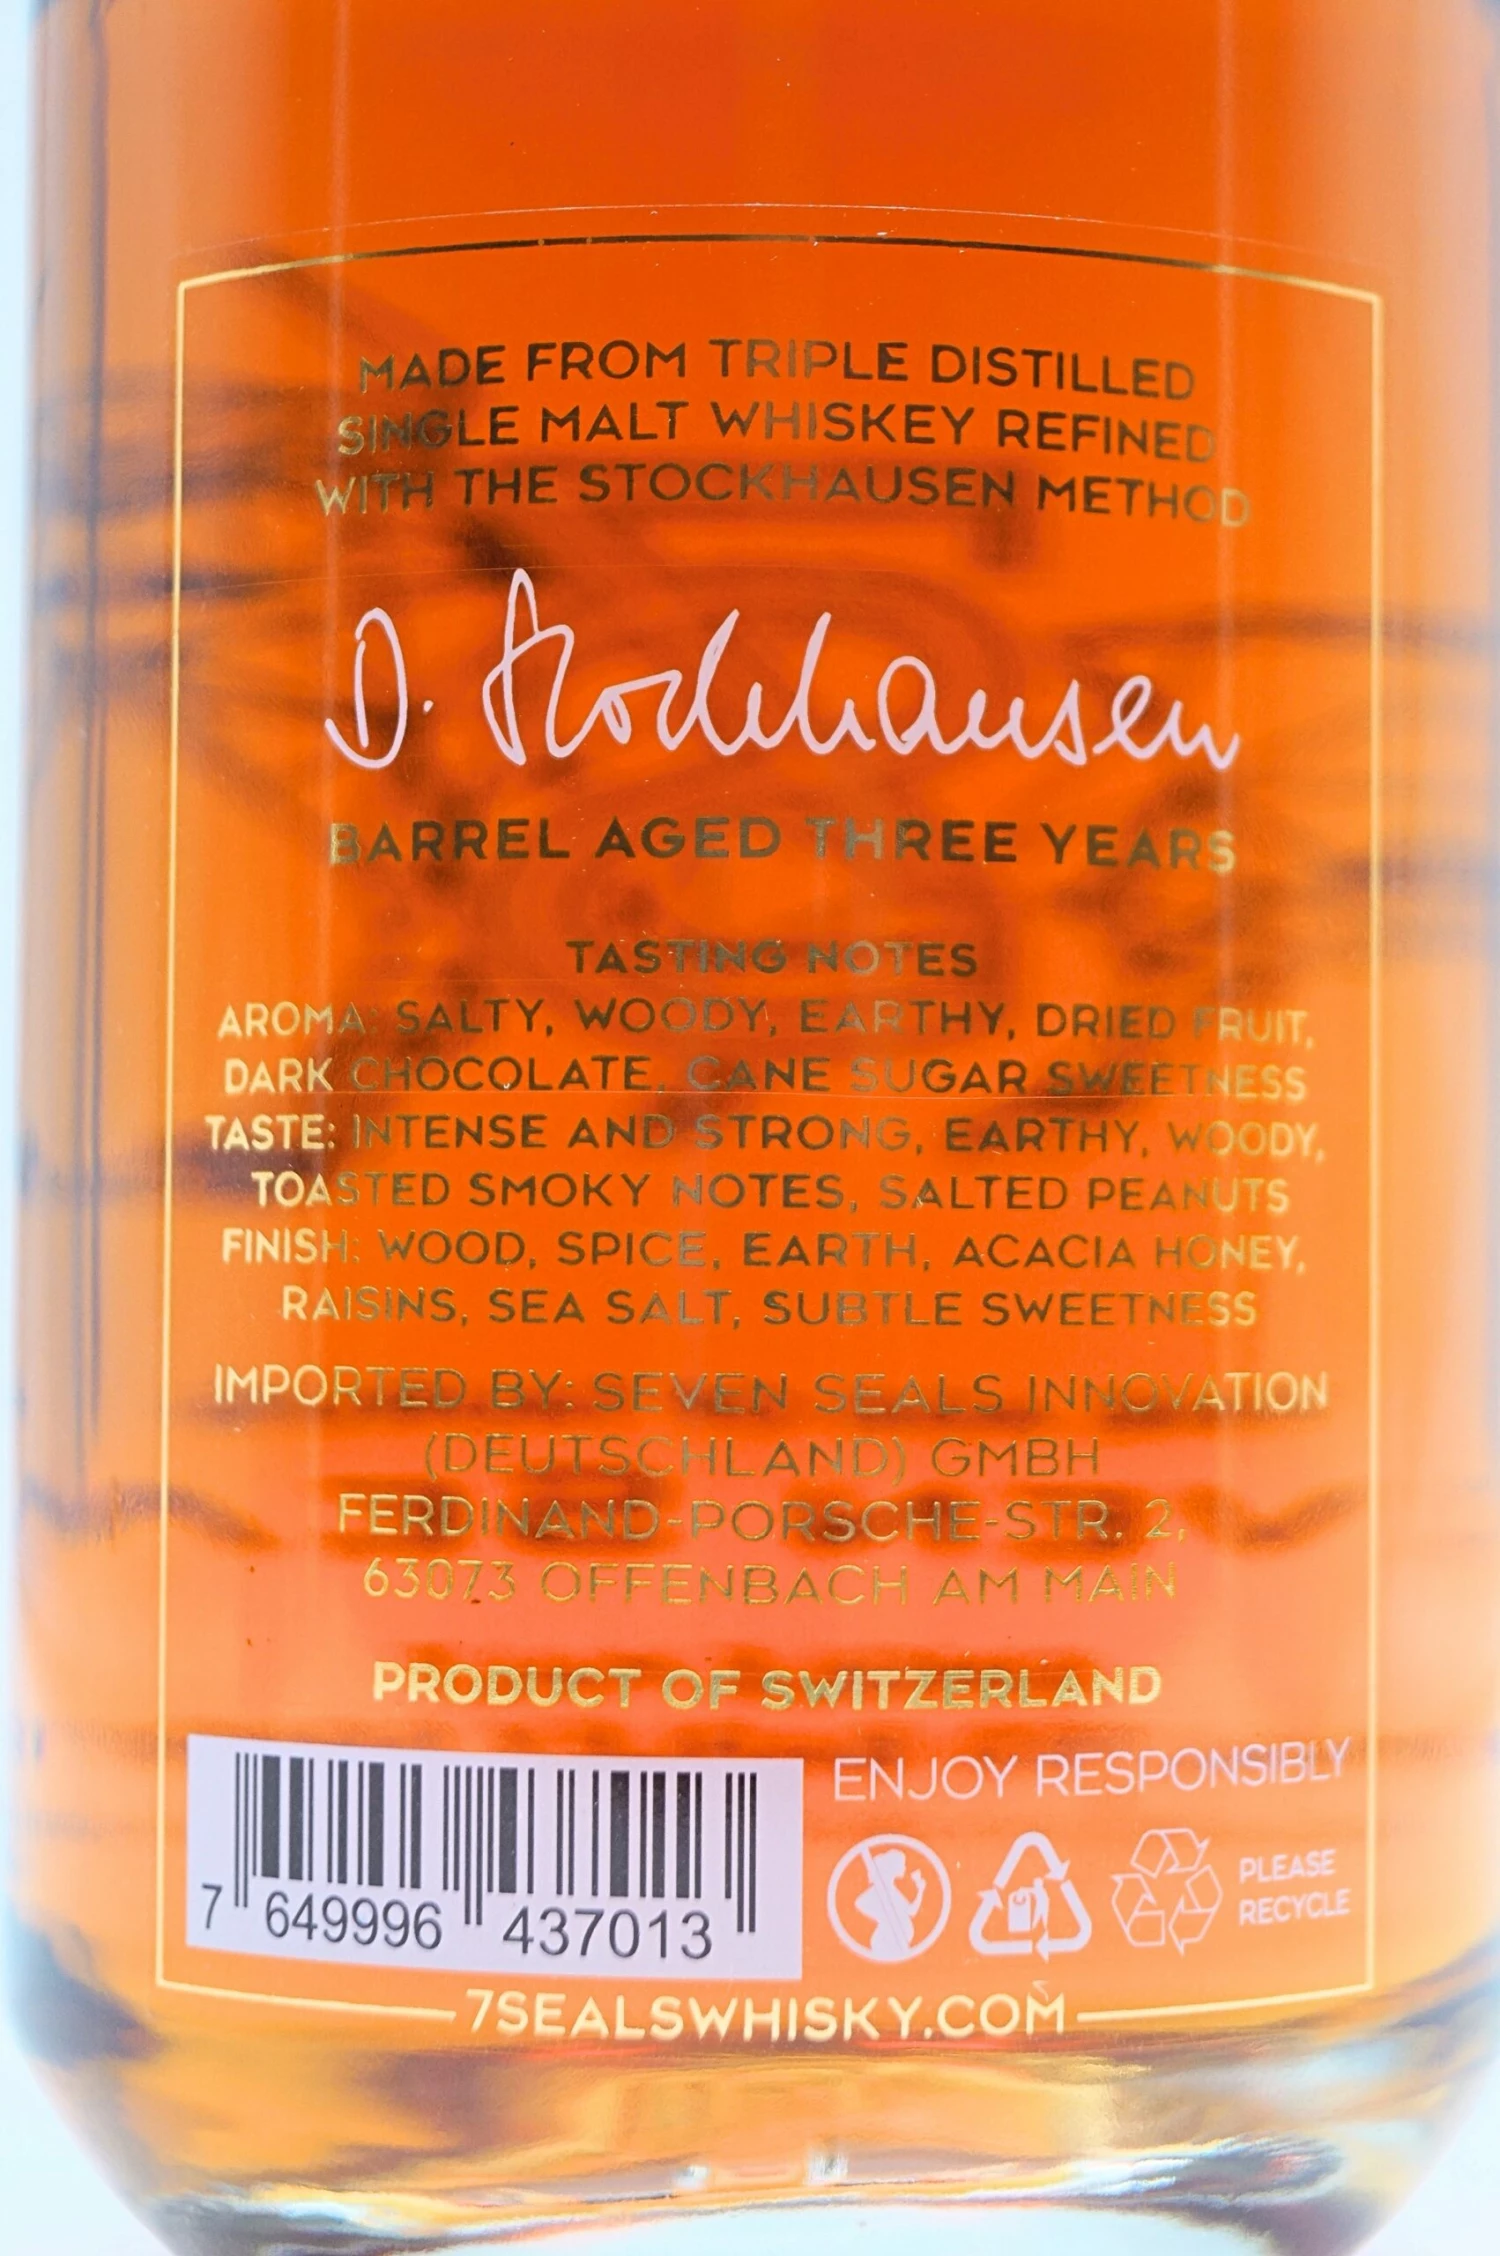 MADE FROM TRIPLE DISTILLED
SINGLE MALT WHISKEY REFINED
WITH THE STOCKHAUSEN METHOD
D. Stockhausen
BARREL AGED THREE YEARS
TASTING NOTES
AROMA: SALTY, WOODY, EARTHY, DRIED FRUIT,
DARK CHOCOLATE, CANE SUGAR SWEETNESS
TASTE: INTENSE AND STRONG, EARTHY, WOODY,
TOASTED SMOKY NOTES, SALTED PEANUTS
FINISH: WOOD, SPICE, EARTH, ACACIA HONEY,
RAISINS, SEA SALT, SUBTLE SWEETNESS
IMPORTED BY: SEVEN SEALS INNOVATION
(DEUTSCHLAND) GMBH
FERDINAND-PORSCHE-STR. 2,
63073 OFFENBACH AM MAIN
PRODUCT OF SWITZERLAND
ENJOY RESPONSIBLY
PLEASE
RECYCLE
7 649996 437013
7SEALSWHISKY.COM